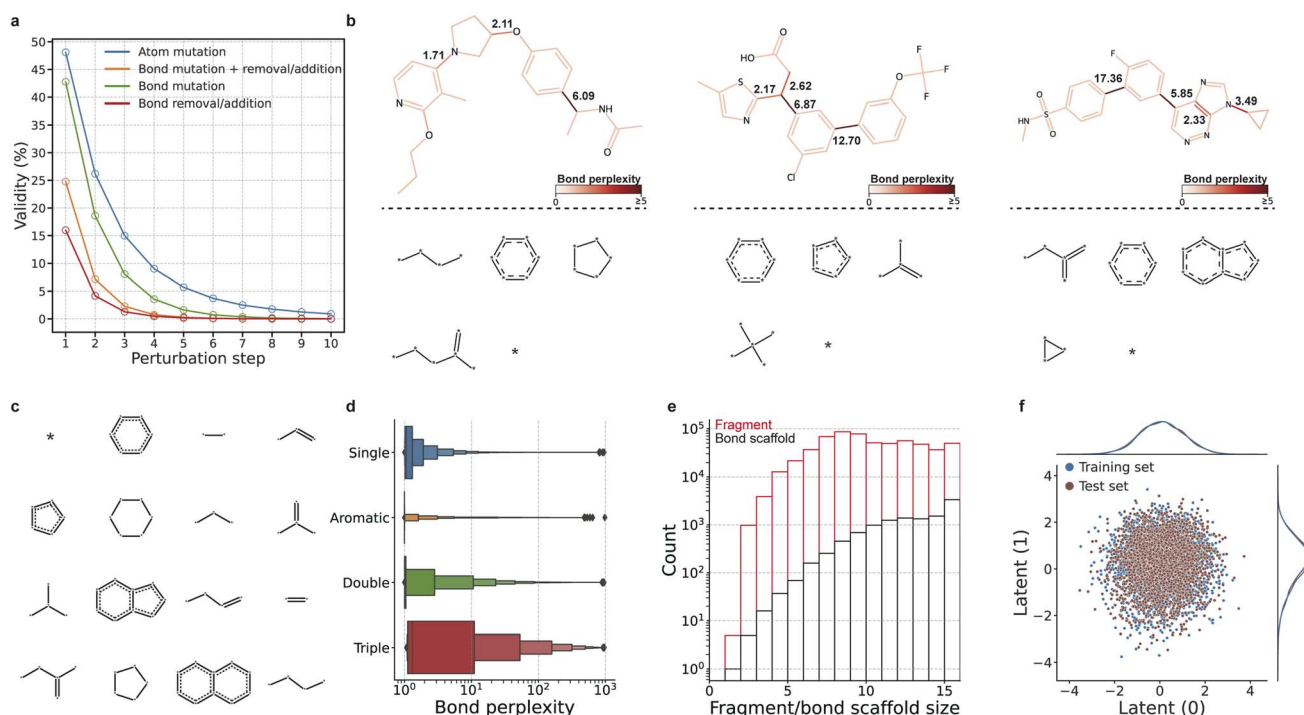 a
50
45
40
35
30
25
20
15
10
5
0
Validity (%)
Atom mutation
Bond mutation + removal/addition
Bond mutation
Bond removal/addition
1 2 3 4 5 6 7 8 9 10
Perturbation step
b
2.11
O
1.71
N
6.09
N
NH
O
O
Bond perplexity
0 ≥5
*
O
HO
F
O
F
F
S
2.17
2.62
N
6.87
12.70
Cl
Bond perplexity
0 ≥5
*
F
17.36
N
5.85
3.49
N
2.33
O
HN
S
O
N
N
Bond perplexity
0 ≥5
*
c
*
d
Single
Aromatic
Double
Triple
10⁰ 10¹ 10² 10³
Bond perplexity
e
Fragment
Bond scaffold
10⁵
10⁴
10³
10²
10¹
10⁰
Count
0 5 10 15
Fragment/bond scaffold size
f
Training set
Test set
4
2
0
−2
−4
Latent (1)
−4 −2 0 2 4
Latent (0)